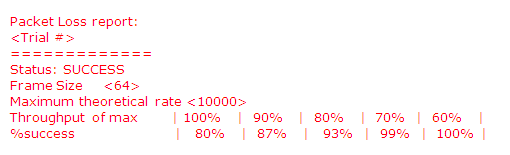 Packet Loss report:
<Trial #>
=============
Status: SUCCESS
Frame Size <64>
Maximum theoretical rate <10000>
Throughput of max | 100% | 90% | 80% | 70% | 60% |
%success | 80% | 87% | 93% | 99% | 100% |